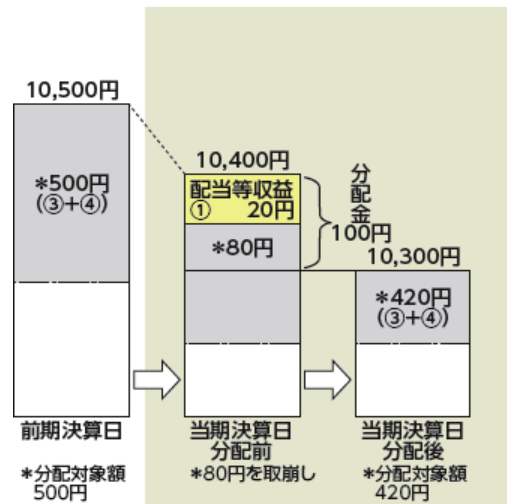 10,500円
*500円
(③+④)
前期決算日
*分配対象額
500円
10,400円
配当等収益
① 20円
*80円
分配金
100円
当期決算日
分配前
*80円を取崩し
10,300円
*420円
(③+④)
当期決算日
分配後
*分配対象額
420円